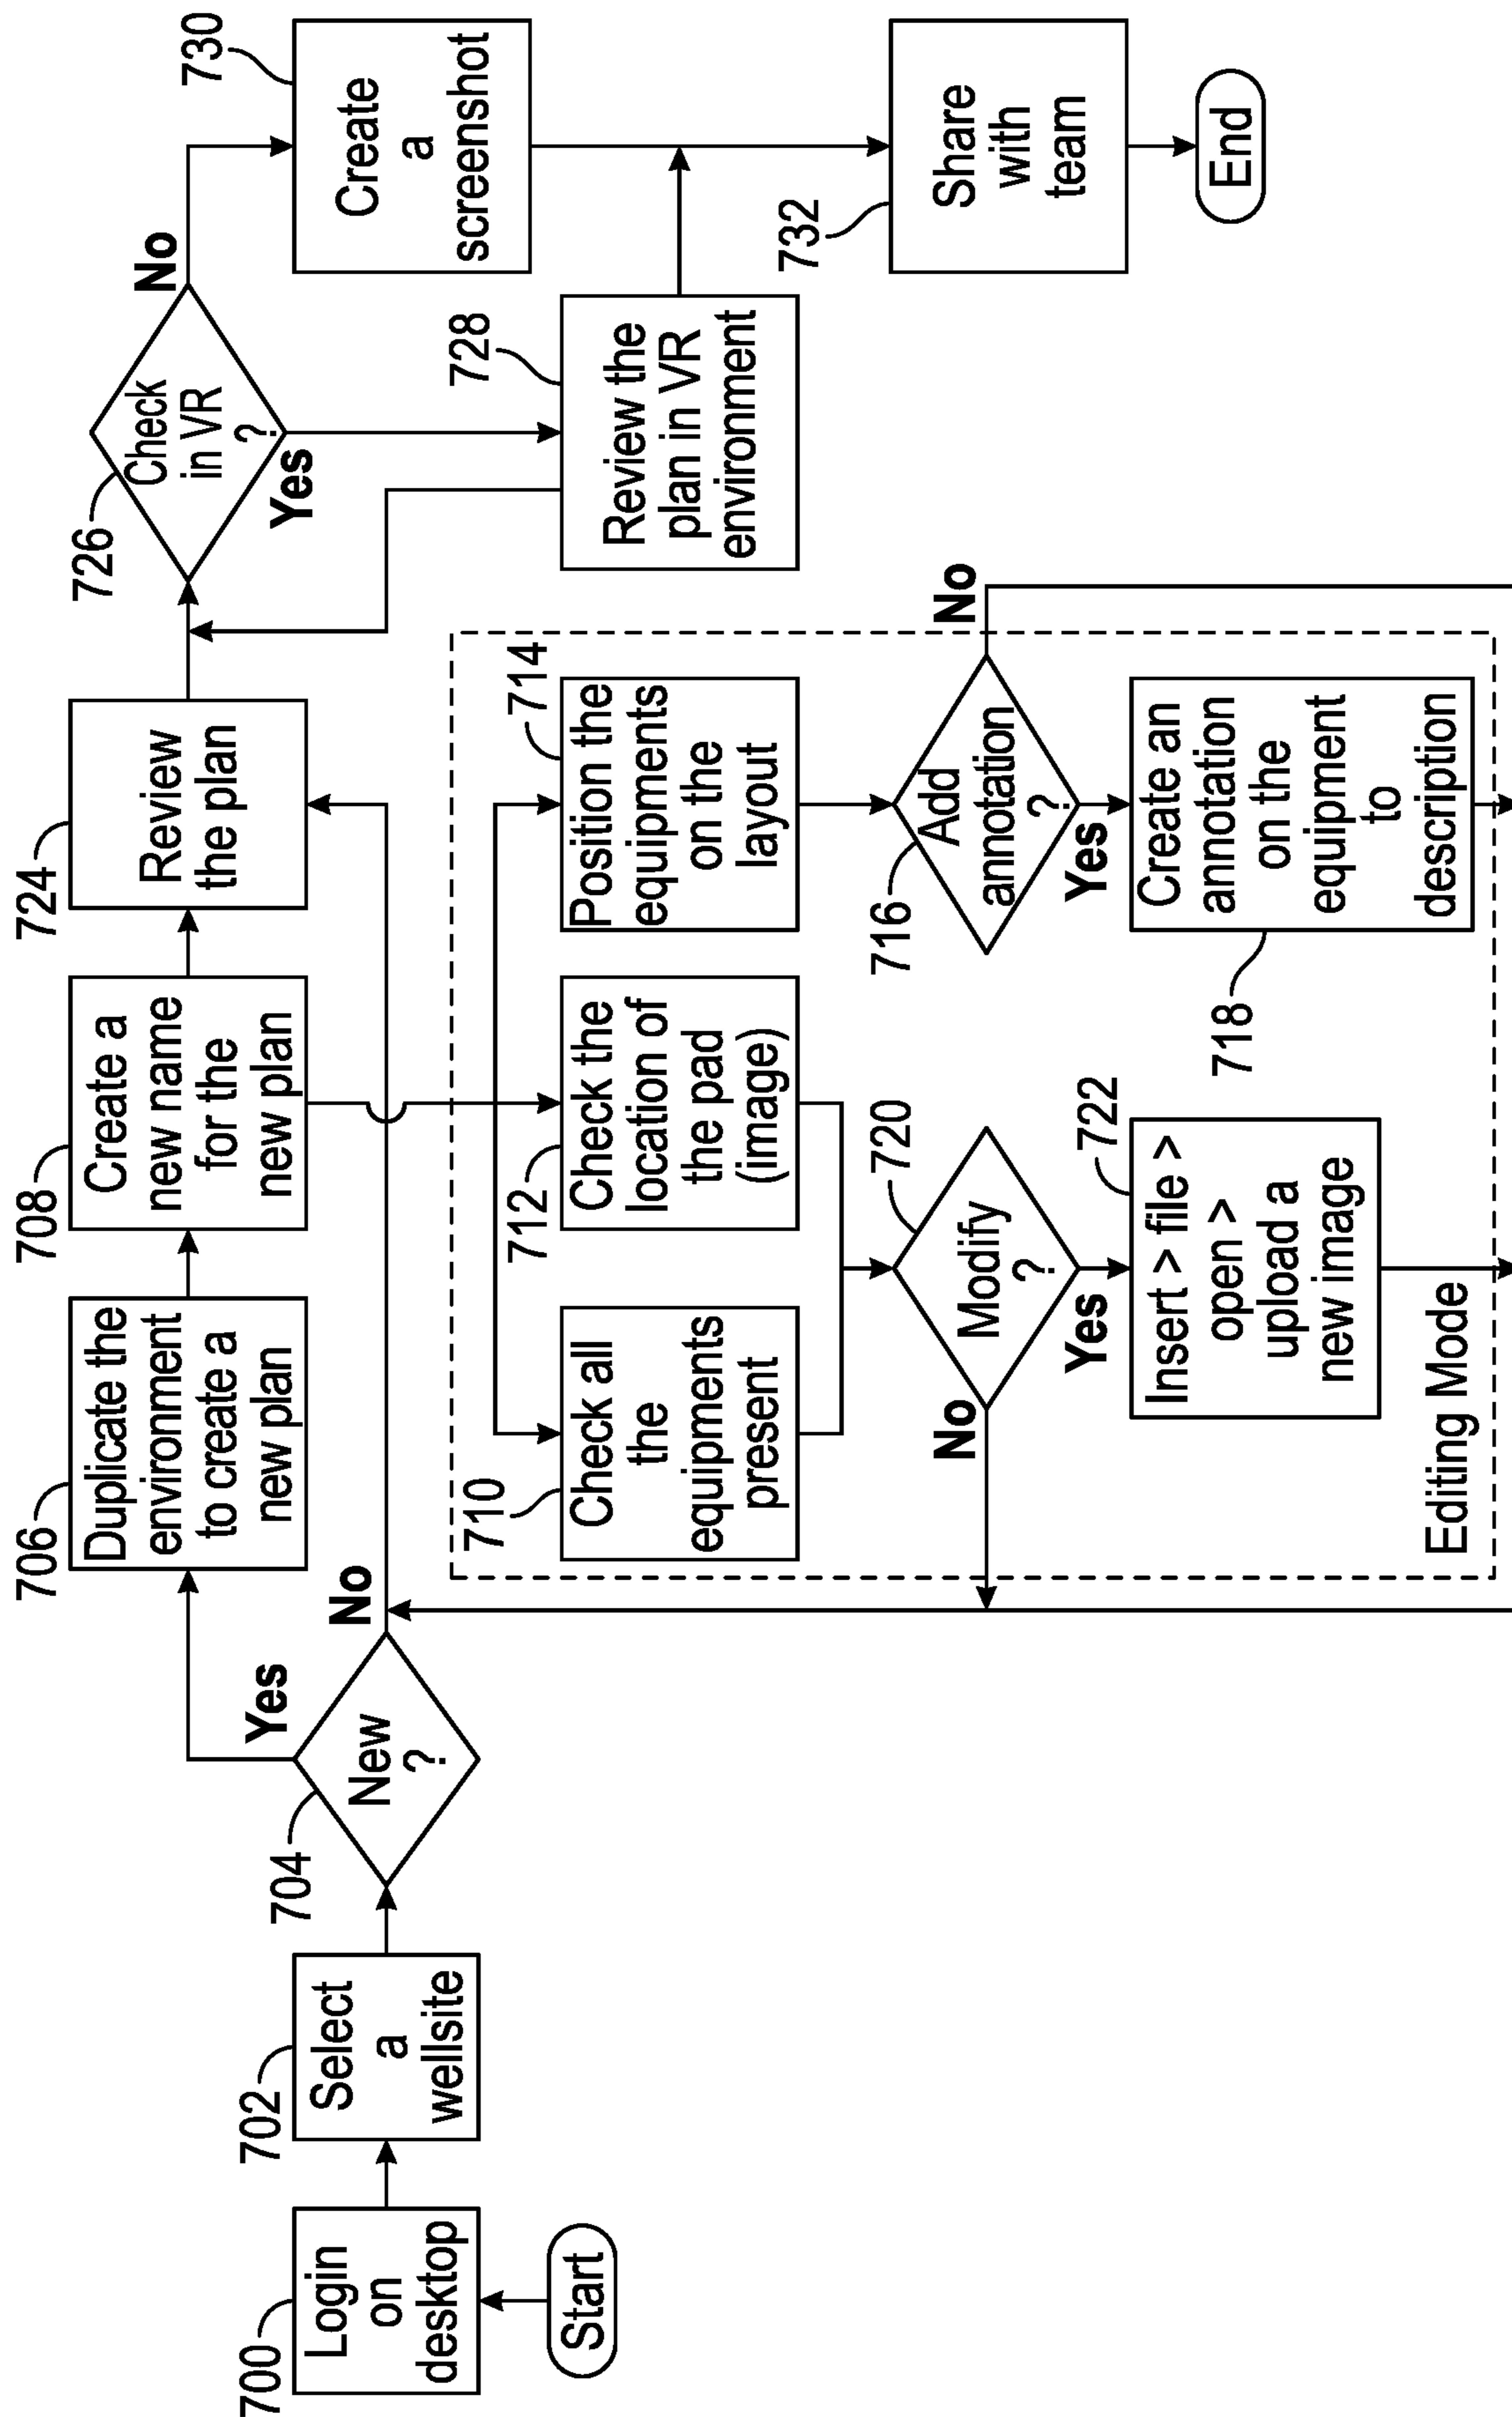 700
Login
on
desktop
Start
702
Select
a
wellsite
704
New
?
Yes
No
706
Duplicate the
environment
to create a
new plan
708
Create a
new name
for the
new plan
724
Review
the plan
726
Check
in VR
?
No
Yes
730
Create
a
screenshot
728
Review the
plan in VR
environment
732
Share
with
team
End
710
Check all
the
equipments
present
712
Check the
location of
the pad
(image)
714
Position the
equipments
on the
layout
720
Modify
?
No
Yes
716
Add
annotation
?
No
Yes
722
Insert > file >
open >
upload a
new image
718
Create an
annotation
on the
equipment
to
description
Editing Mode